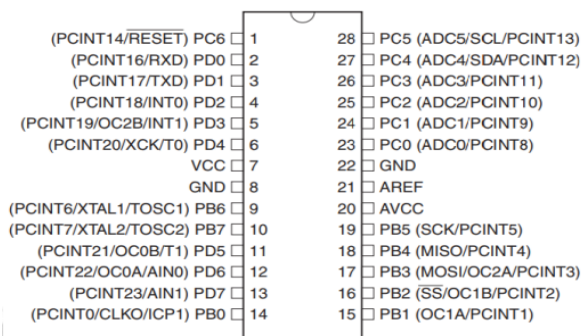 (PCINT14/RESET) PC6 1 28 PC5 (ADC5/SCL/PCINT13)
(PCINT16/RXD) PD0 2 27 PC4 (ADC4/SDA/PCINT12)
(PCINT17/TXD) PD1 3 26 PC3 (ADC3/PCINT11)
(PCINT18/INT0) PD2 4 25 PC2 (ADC2/PCINT10)
(PCINT19/OC2B/INT1) PD3 5 24 PC1 (ADC1/PCINT9)
(PCINT20/XCK/T0) PD4 6 23 PC0 (ADC0/PCINT8)
VCC 7 22 GND
GND 8 21 AREF
(PCINT6/XTAL1/TOSC1) PB6 9 20 AVCC
(PCINT7/XTAL2/TOSC2) PB7 10 19 PB5 (SCK/PCINT5)
(PCINT21/OC0B/T1) PD5 11 18 PB4 (MISO/PCINT4)
(PCINT22/OC0A/AIN0) PD6 12 17 PB3 (MOSI/OC2A/PCINT3)
(PCINT23/AIN1) PD7 13 16 PB2 (SS/OC1B/PCINT2)
(PCINT0/CLKO/ICP1) PB0 14 15 PB1 (OC1A/PCINT1)